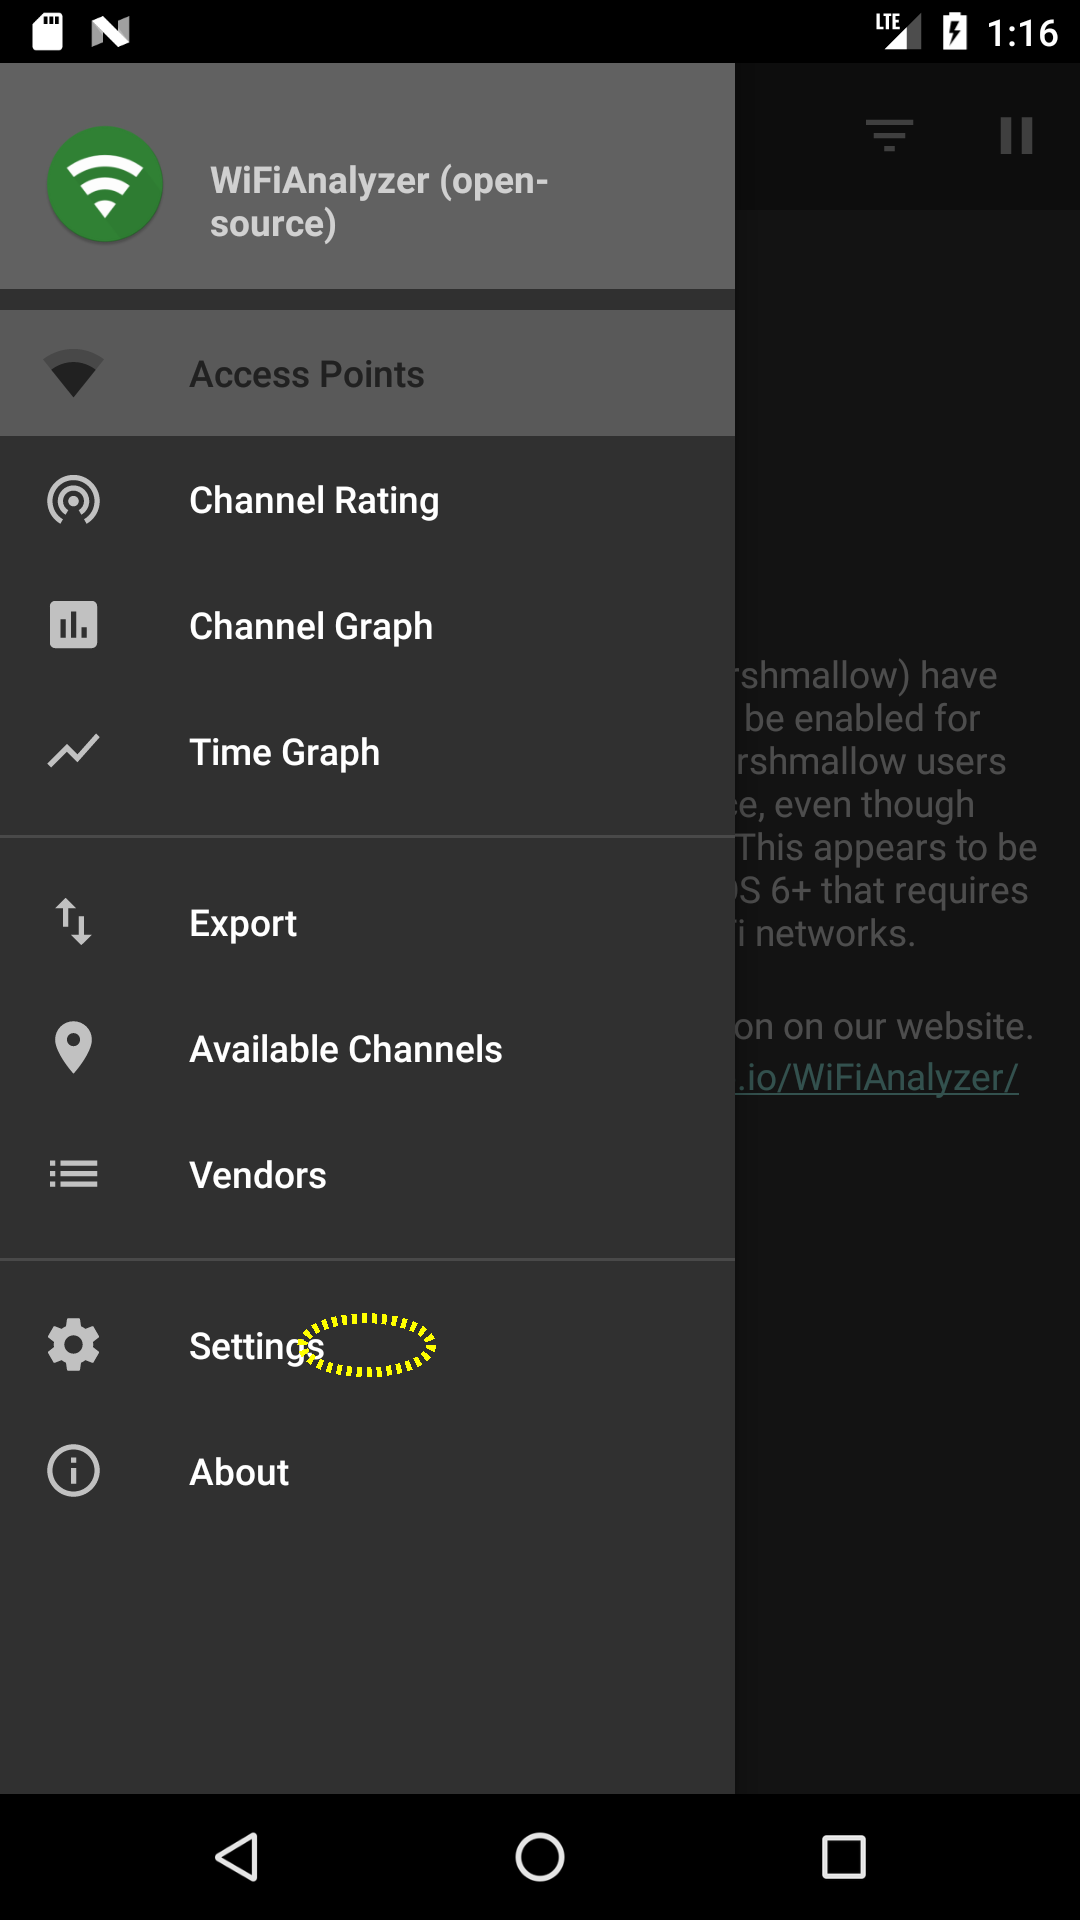 LTE 1:16
WiFiAnalyzer (open-
source)
Access Points
Channel Rating
Channel Graph
Time Graph
rshmallow) have
be enabled for
rshmallow users
e, even though
This appears to be
OS 6+ that requires
i networks.
Export
Available Channels
on on our website.
.io/WiFiAnalyzer/
Vendors
Settings
About